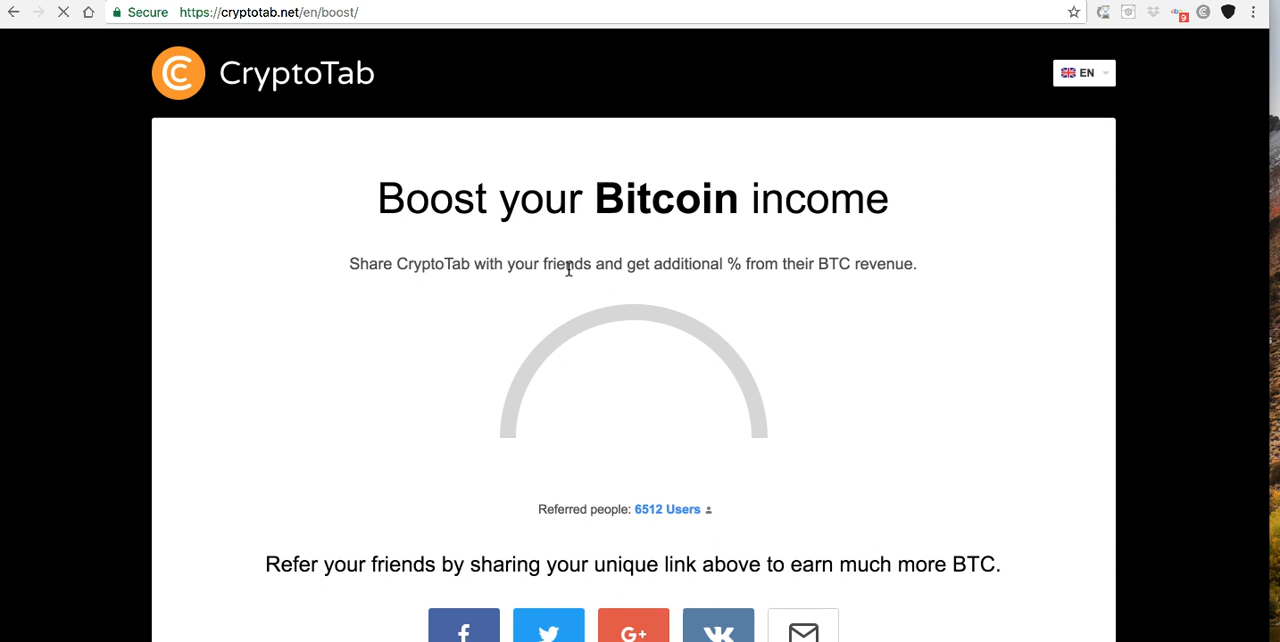 Secure https://cryptotab.net/en/boost/
9
CryptoTab
EN
Boost your Bitcoin income
Share CryptoTab with your friends and get additional % from their BTC revenue.
Referred people: 6512 Users
Refer your friends by sharing your unique link above to earn much more BTC.